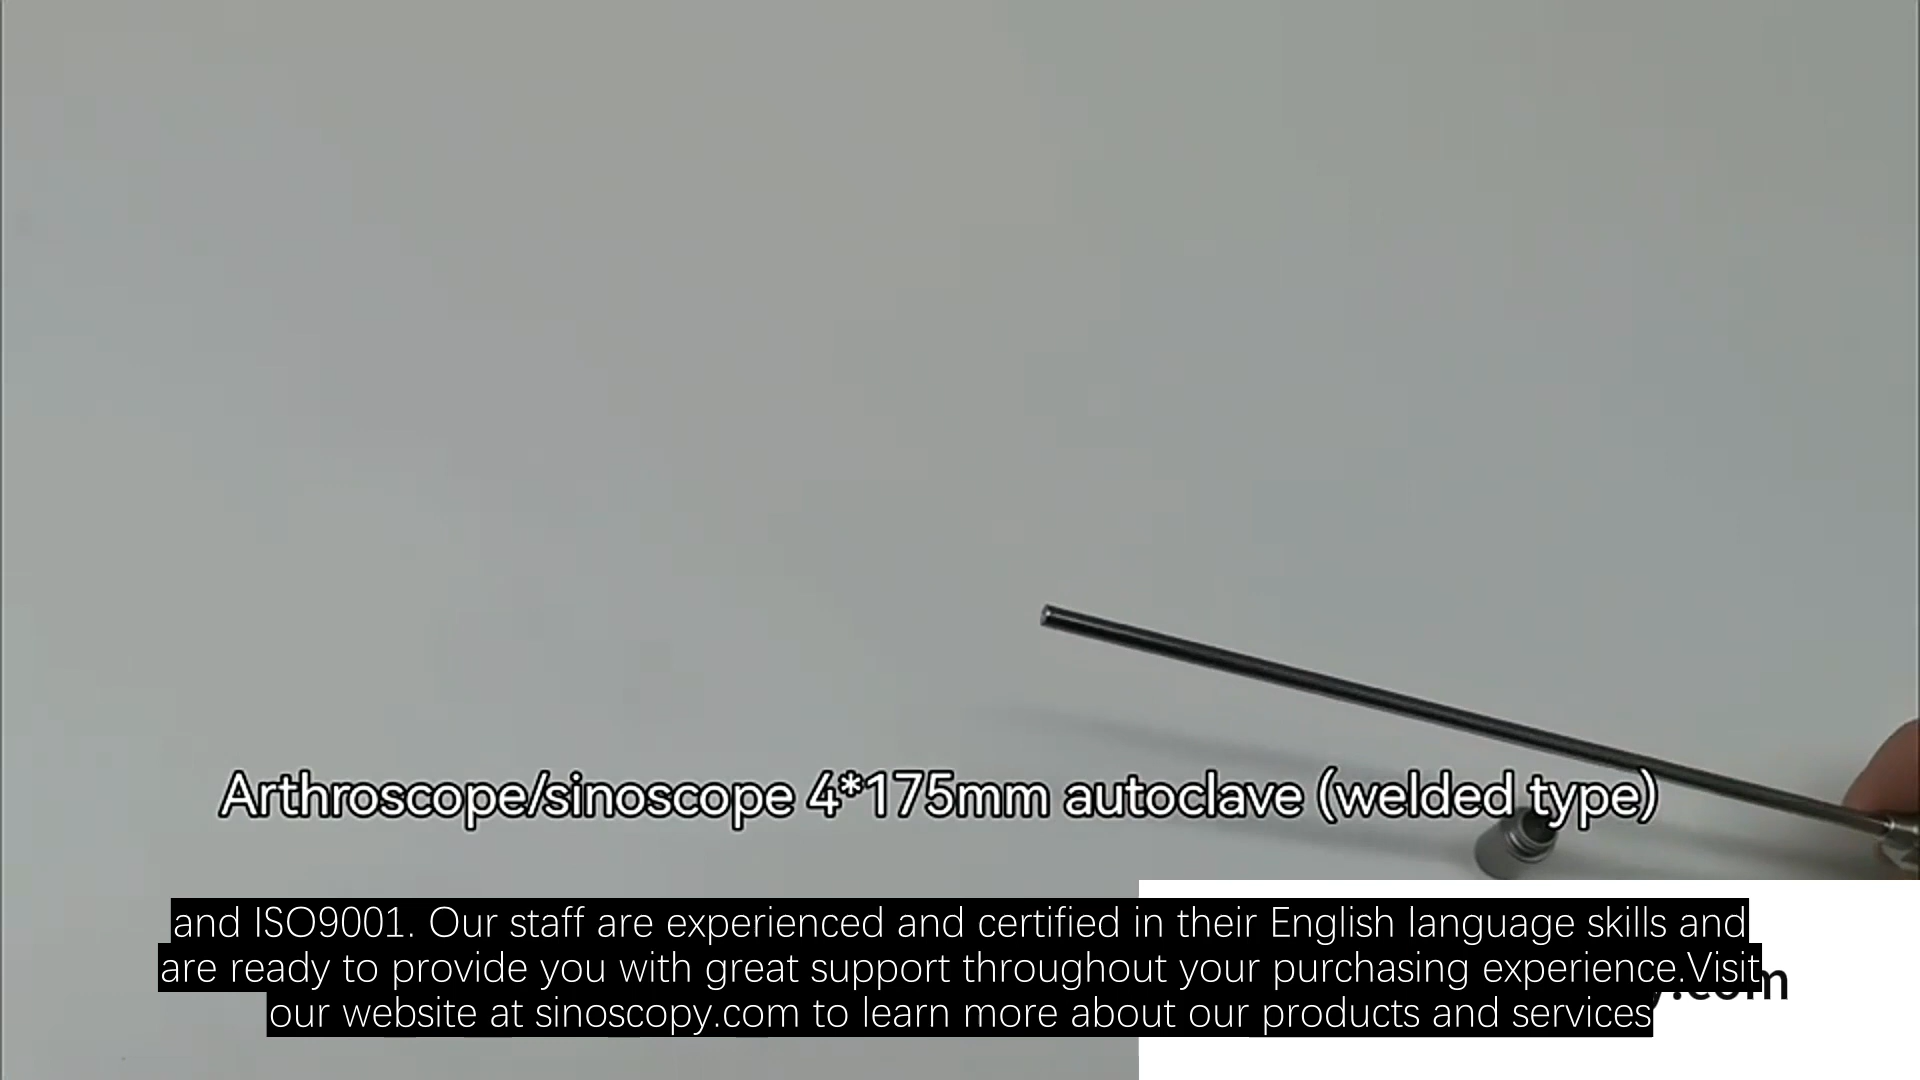 Arthroscope/sinoscope 4*175mm autoclave (welded type)
and ISO9001. Our staff are experienced and certified in their English language skills and
are ready to provide you with great support throughout your purchasing experience.Visit
our website at sinoscopy.com to learn more about our products and services
.com